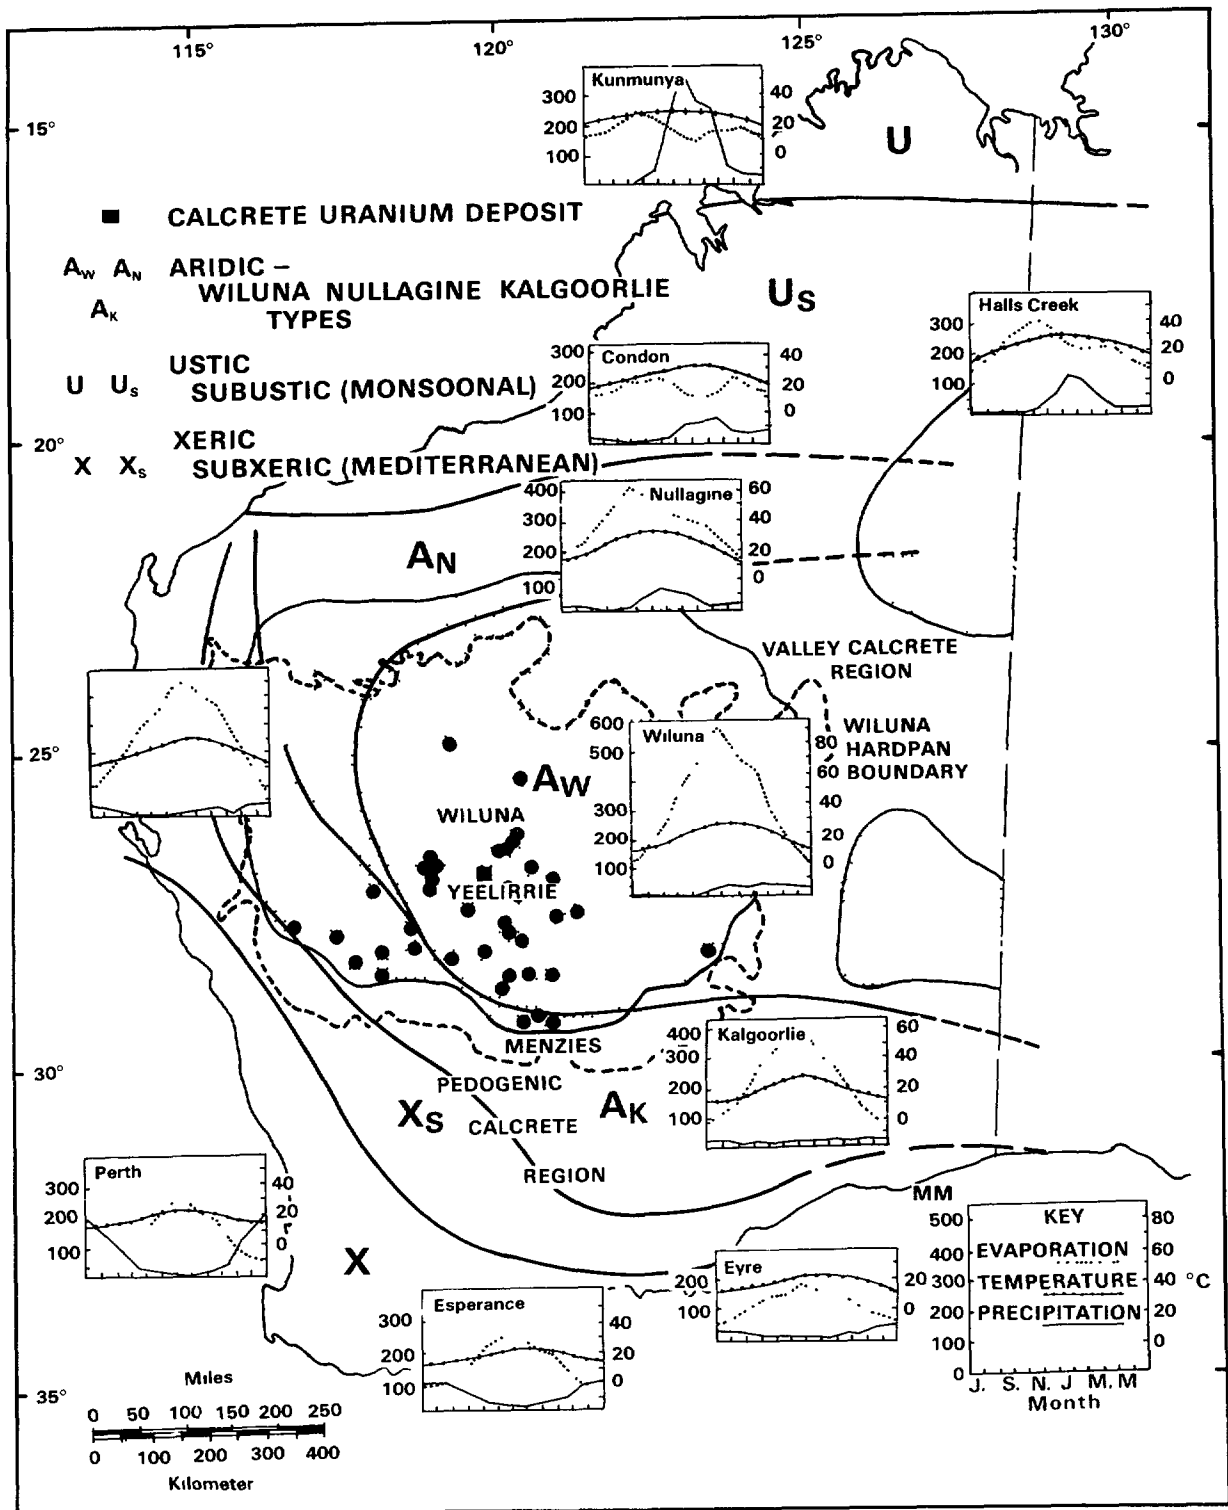 115° 120° 125° 130°
Kunmunya
300 40
200 20
100 0
15°
U
CALCRETE URANIUM DEPOSIT
AW AN ARIDIC –
WILUNA NULLAGINE KALGOORLIE
AK
TYPES
US
Halls Creek
300 40
200 20
100 0
Condon
300 40
200 20
100 0
USTIC
U US SUBUSTIC (MONSOONAL)
XERIC
X XS SUBXERIC (MEDITERRANEAN)
20°
Nullagine
400 60
300 40
200 20
100 0
AN
VALLEY CALCRETE
REGION
WILUNA
HARDPAN
BOUNDARY
Wiluna
600
500 80
60
300 40
200 20
100 0
25°
AW
WILUNA
YEELIRRIE
MENZIES
Kalgoorlie
400 60
300 40
200 20
100 0
30°
PEDOGENIC
XS CALCRETE
REGION
AK
Perth
300 40
200 20
100 0
X
MM
KEY
500 80
400 EVAPORATION 60
300 TEMPERATURE 40 °C
200 PRECIPITATION 20
100 0
0
J. S. N. J M. M
Month
Eyre
200 20
100 0
Esperance
300 40
200 20
100 0
35°
Miles
0 50 100 150 200 250
0 100 200 300 400
Kilometer